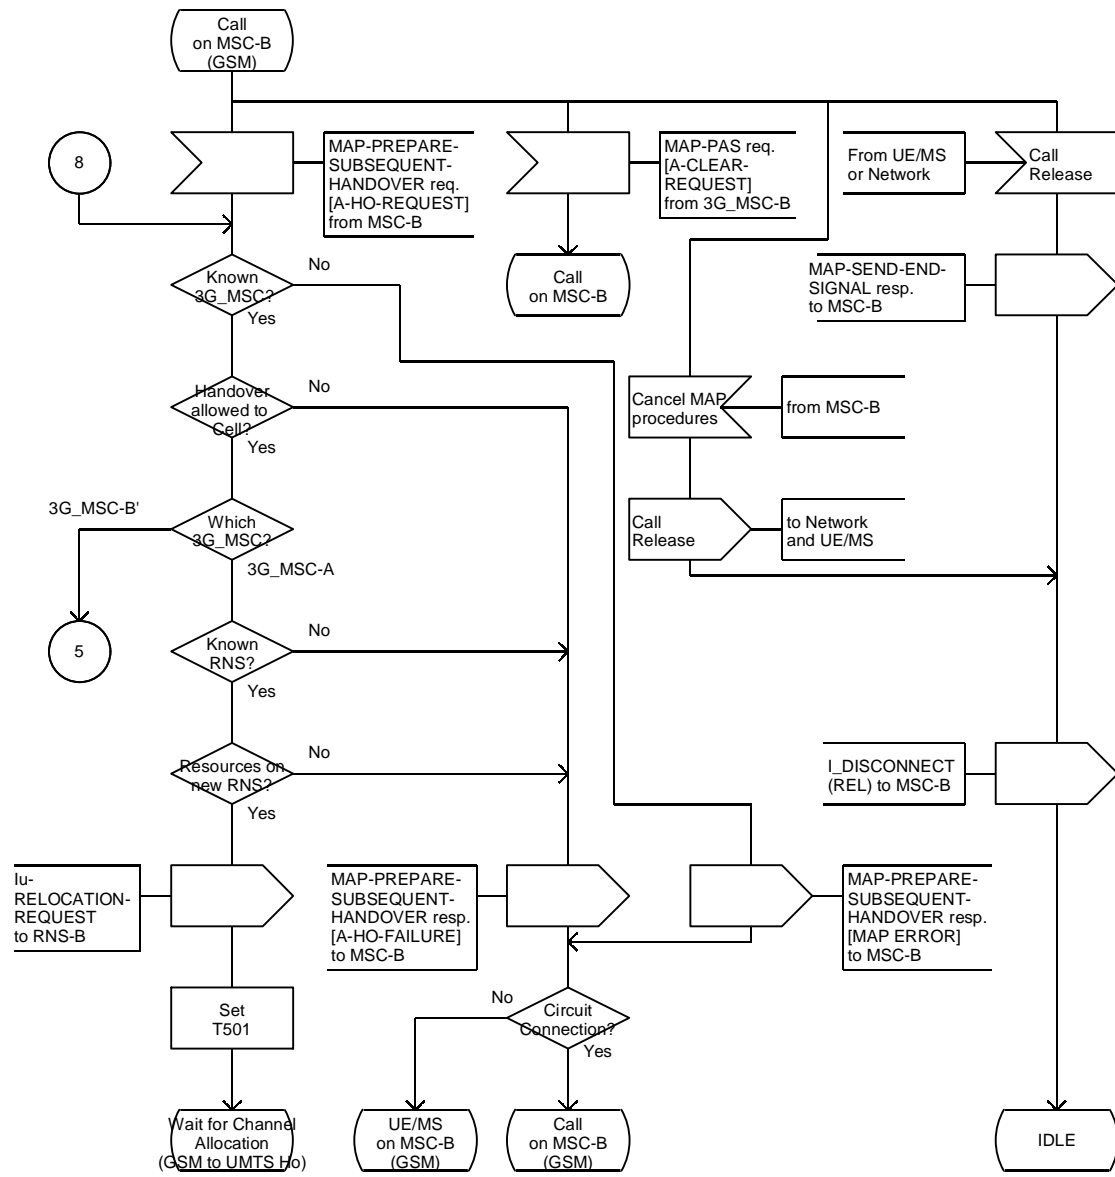 Call
on MSC-B
(GSM)
8
MAP-PREPARE-
SUBSEQUENT-
HANDOVER req.
[A-HO-REQUEST]
from MSC-B
MAP-PAS req.
[A-CLEAR-
REQUEST]
from 3G_MSC-B
From UE/MS
or Network
Call
Release
Known
3G_MSC?
No
Yes
Call
on MSC-B
MAP-SEND-END-
SIGNAL resp.
to MSC-B
Handover
allowed to
Cell?
No
Yes
Cancel MAP
procedures
from MSC-B
3G_MSC-B'
Which
3G_MSC?
3G_MSC-A
Call
Release
to Network
and UE/MS
5
Known
RNS?
No
Yes
Resources on
new RNS?
No
Yes
I_DISCONNECT
(REL) to MSC-B
Iu-
RELOCATION-
REQUEST
to RNS-B
MAP-PREPARE-
SUBSEQUENT-
HANDOVER resp.
[A-HO-FAILURE]
to MSC-B
MAP-PREPARE-
SUBSEQUENT-
HANDOVER resp.
[MAP ERROR]
to MSC-B
Set
T501
No
Circuit
Connection?
Yes
Wait for Channel
Allocation
(GSM to UMTS Ho)
UE/MS
on MSC-B
(GSM)
Call
on MSC-B
(GSM)
IDLE